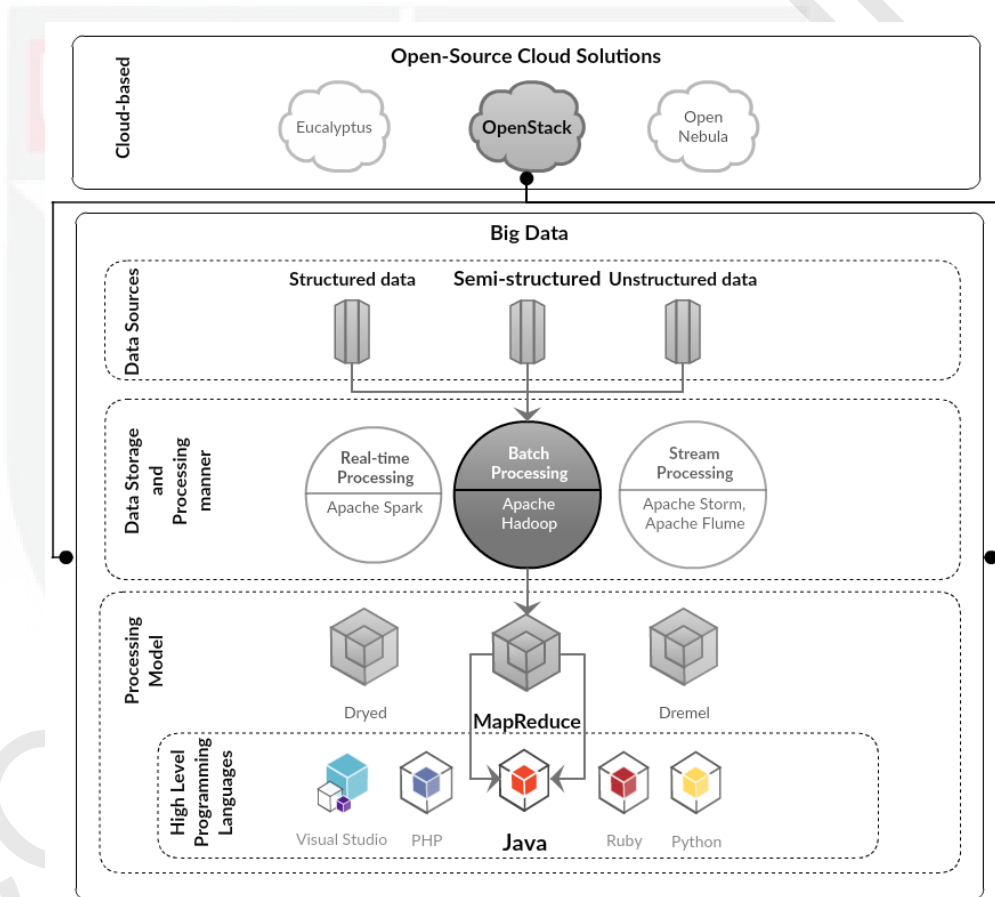 Open-Source Cloud Solutions
Cloud-based
Eucalyptus
OpenStack
Open
Nebula
Big Data
Data Sources
Structured data
Semi-structured
Unstructured data
Data Storage
and
Processing
manner
Real-time
Processing
Apache Spark
Batch
Processing
Apache
Hadoop
Stream
Processing
Apache Storm,
Apache Flume
Processing
Model
Dryed
MapReduce
Dremel
High Level
Programming
Languages
Visual Studio
PHP
Java
Ruby
Python